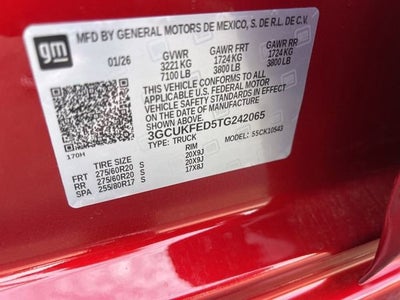 gm
MFD BY GENERAL MOTORS DE MEXICO, S. DE R.L. DE C.V.
01/26 GVWR GAWR FRT GAWR RR
3221 KG 1724 KG 1724 KG
7100 LB 3800 LB 3800 LB
THIS VEHICLE CONFORMS TO ALL
APPLICABLE U.S. FEDERAL MOTOR
VEHICLE SAFETY STANDARDS IN EFFECT
ON THE DATE OF MANUFACTURE
SHOWN ABOVE
3GCUKFED5TG242065
TYPE: TRUCK MODEL: 55CK10543
170H
TIRE SIZE RIM
FRT 275/60R20 S 20X9J
RR 275/60R20 S 20X9J
SPA 255/80R17 S 17X8J